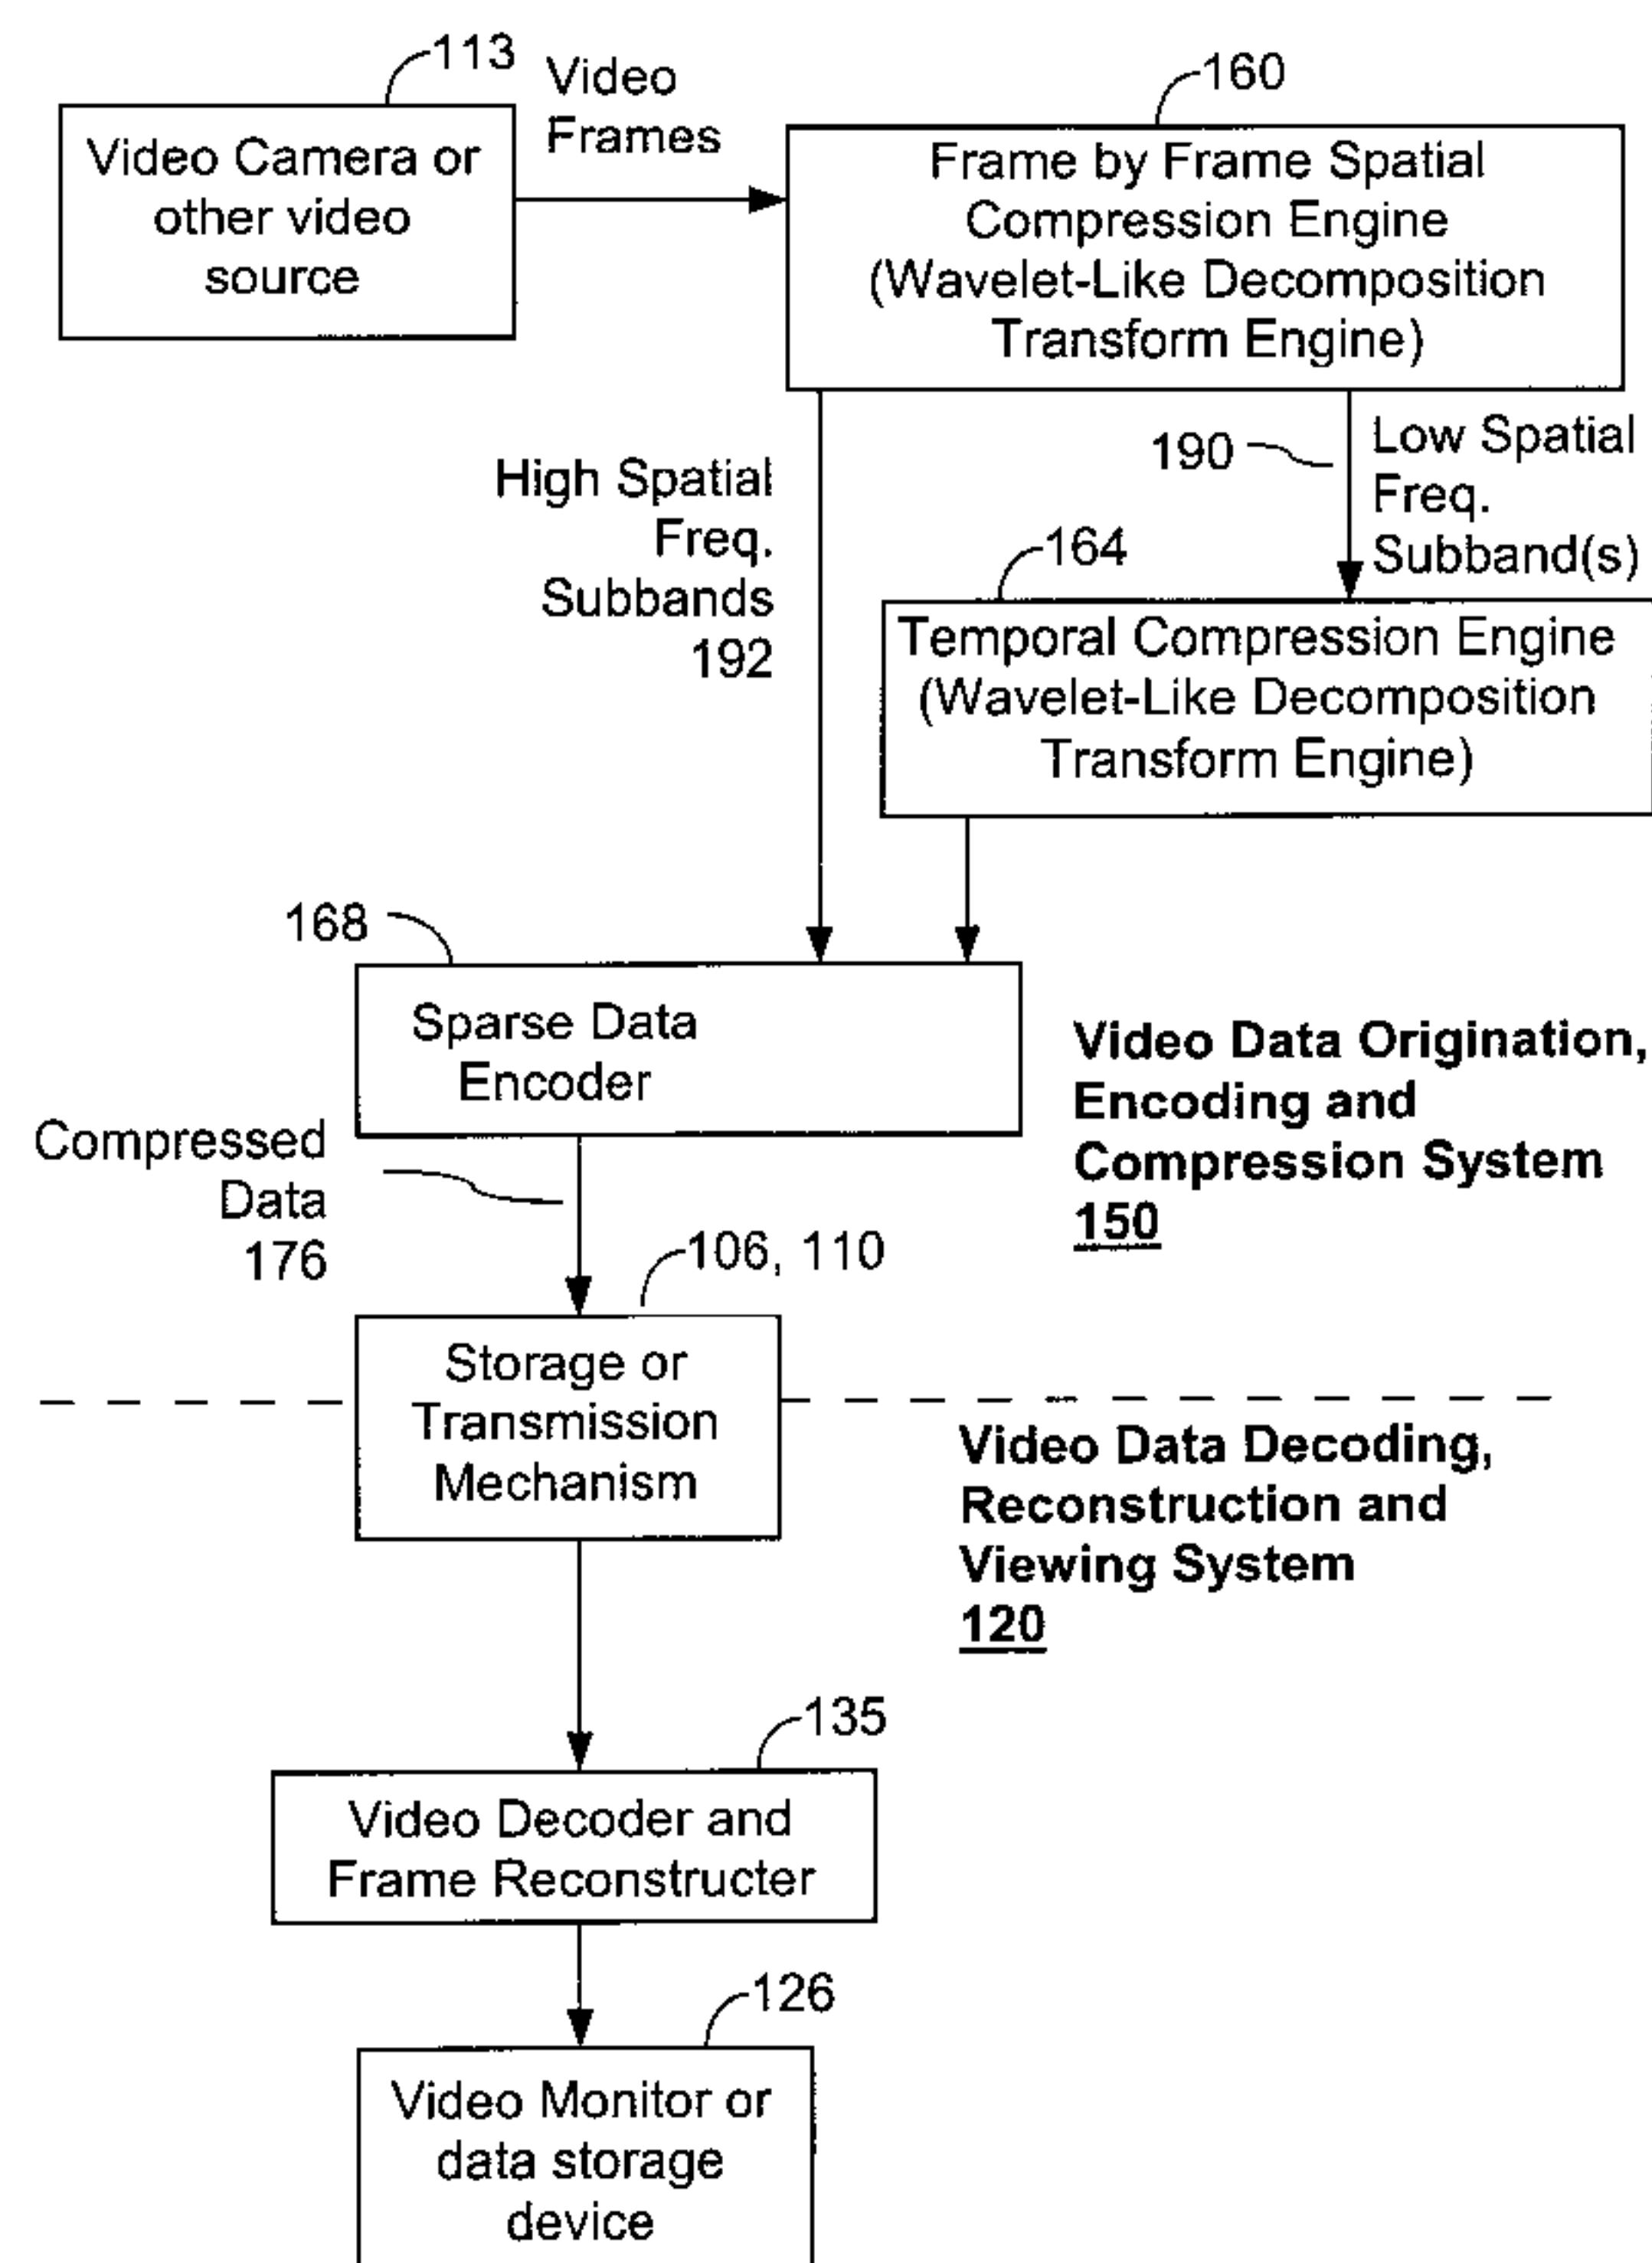 113
Video
Frames
160
Video Camera or
other video
source
Frame by Frame Spatial
Compression Engine
(Wavelet-Like Decomposition
Transform Engine)
High Spatial
Freq.
Subbands
192
190
Low Spatial
Freq.
Subband(s)
164
Temporal Compression Engine
(Wavelet-Like Decomposition
Transform Engine)
168
Sparse Data
Encoder
Video Data Origination,
Encoding and
Compression System
150
Compressed
Data
176
106, 110
Storage or
Transmission
Mechanism
Video Data Decoding,
Reconstruction and
Viewing System
120
135
Video Decoder and
Frame Reconstructer
126
Video Monitor or
data storage
device